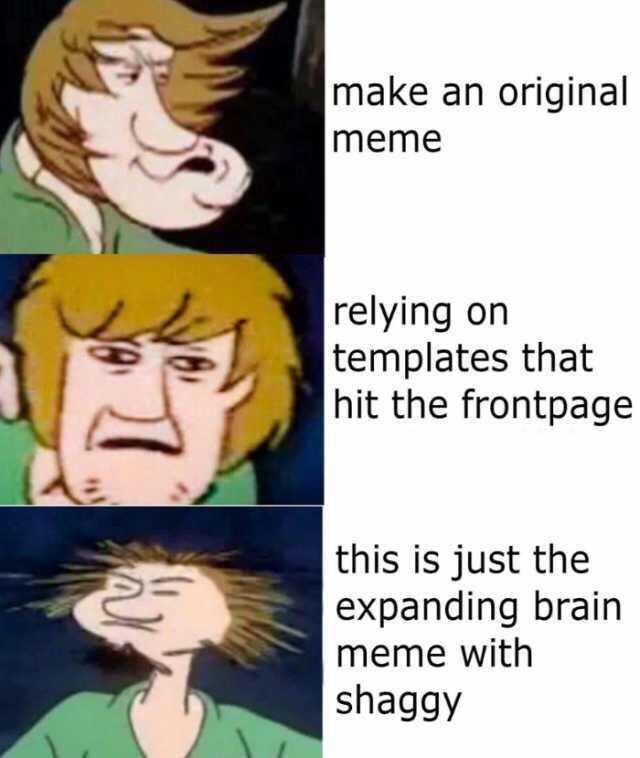 make an original
meme
relying on
templates that
hit the frontpage
this is just the
expanding brain
meme with
shaggy